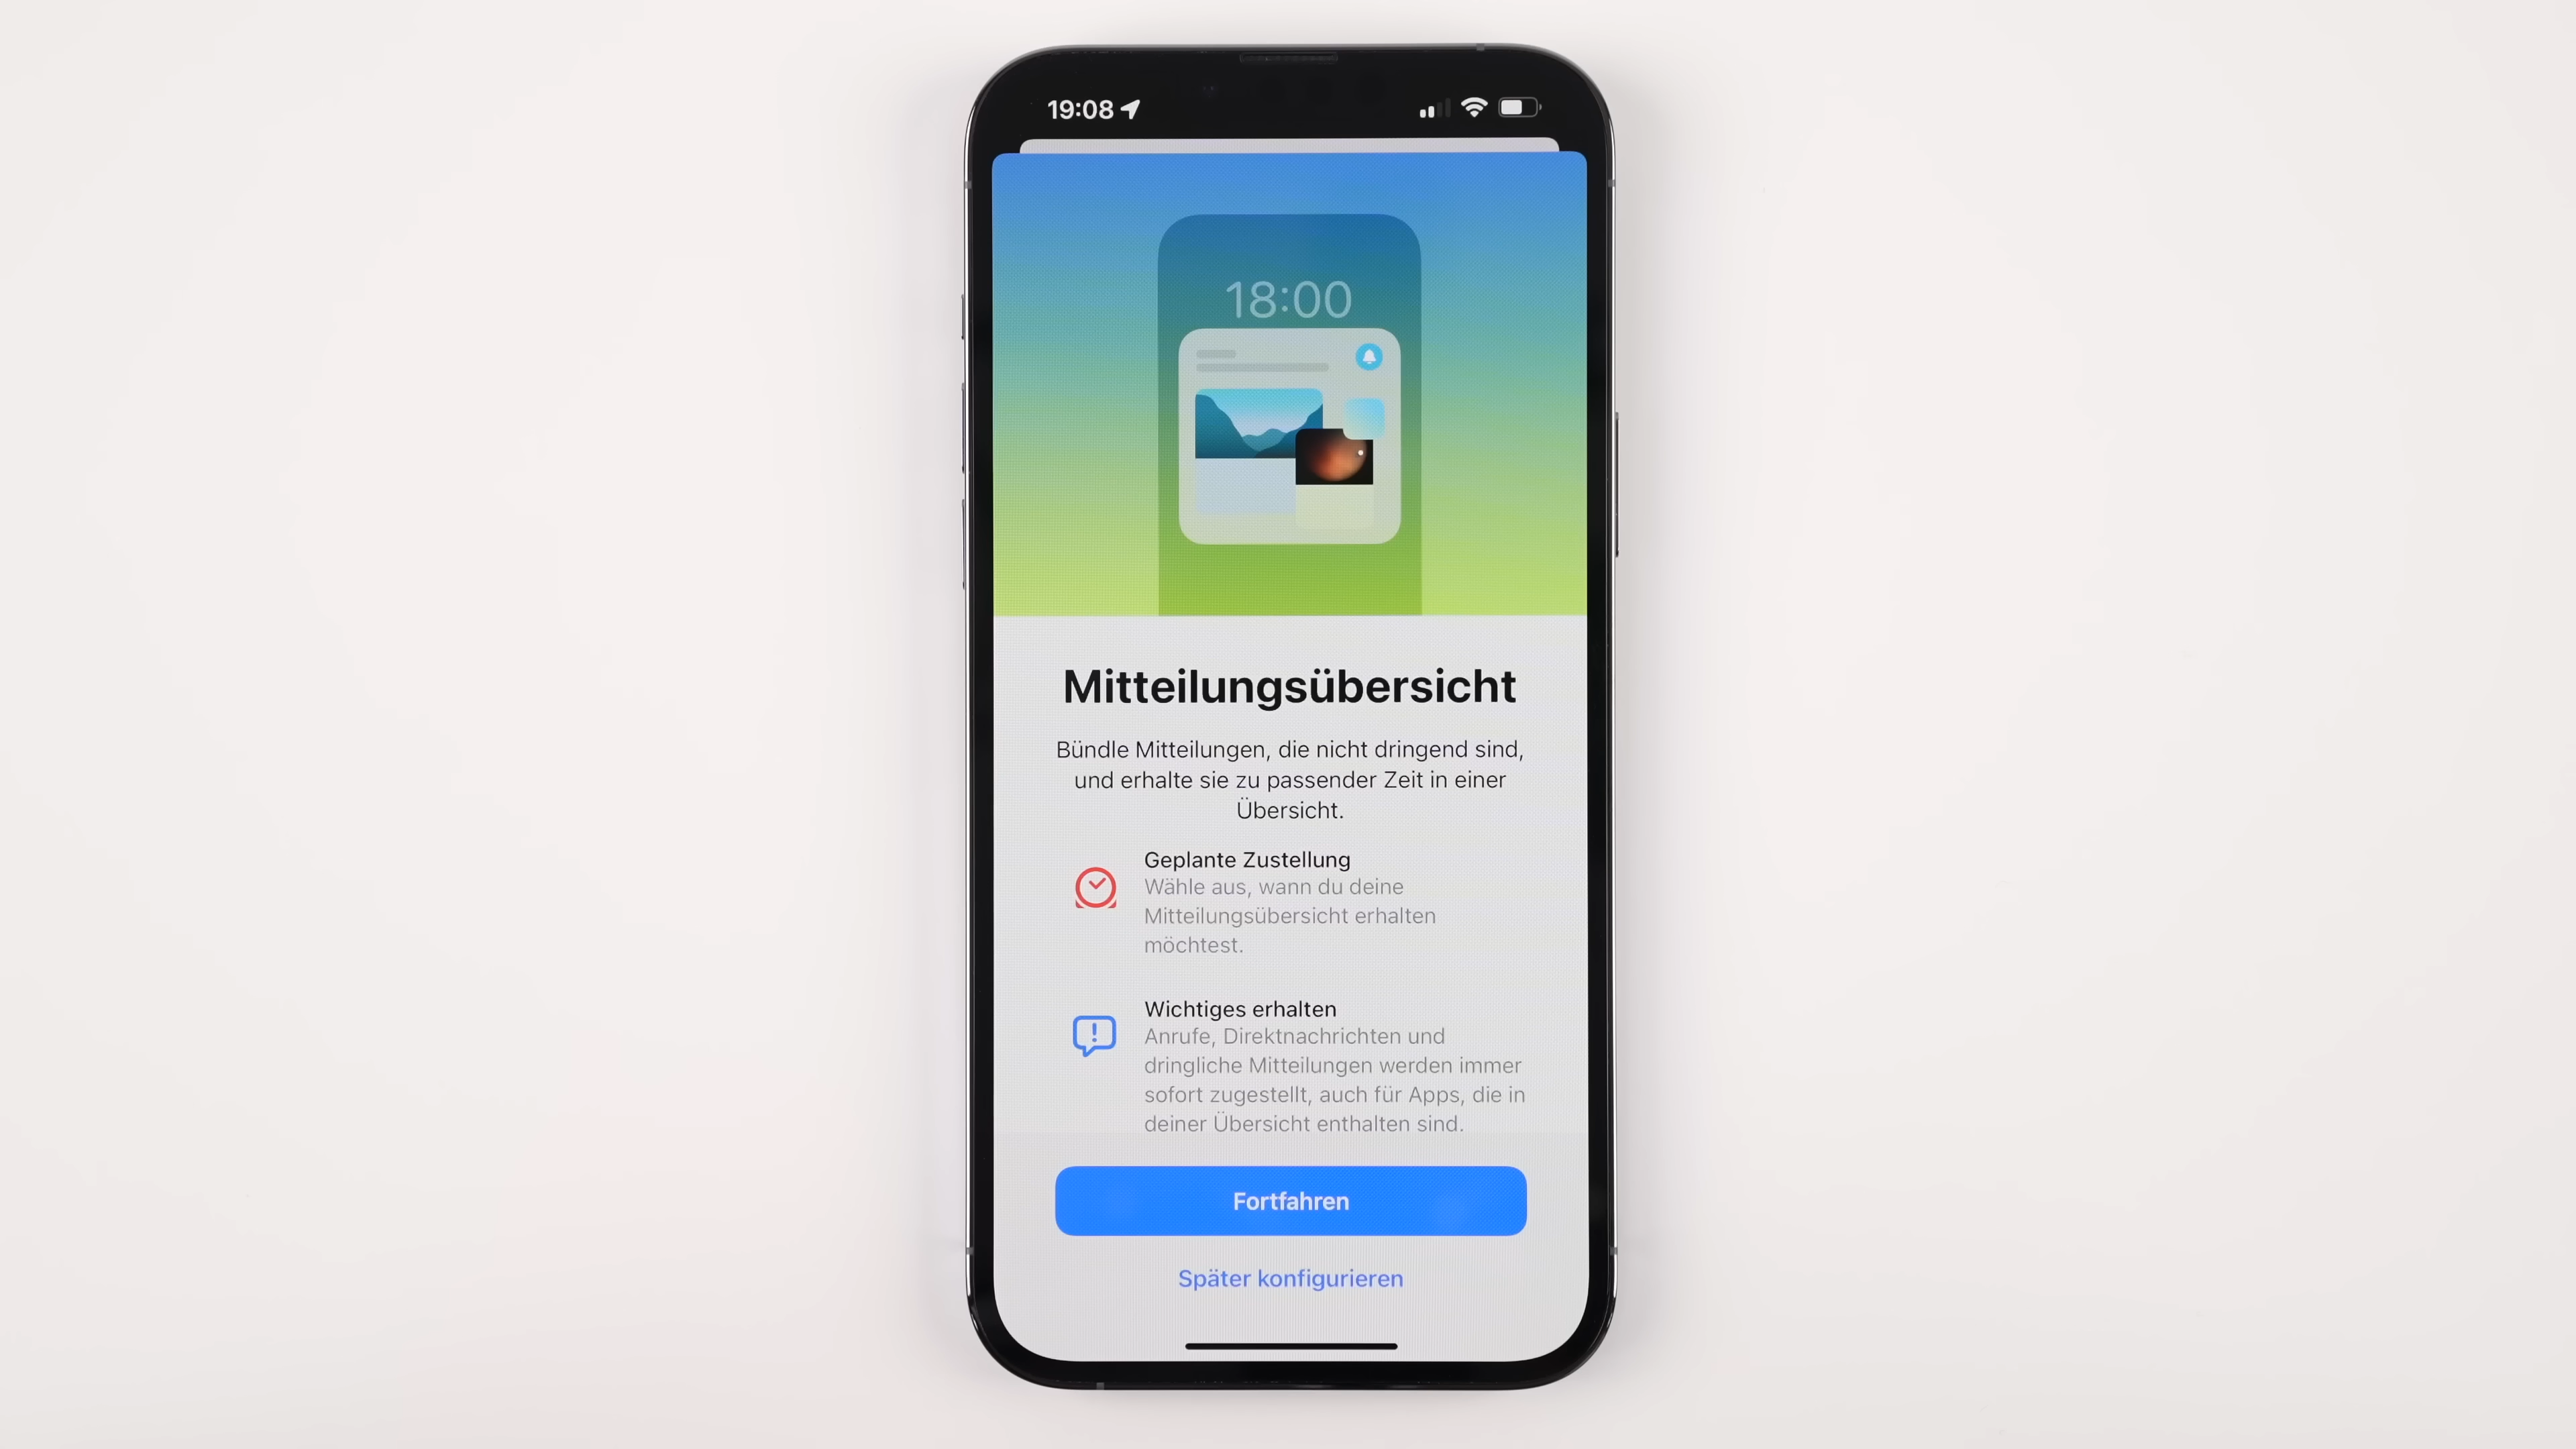 19:08
18:00
Mitteilungsübersicht
Bündle Mitteilungen, die nicht dringend sind,
und erhalte sie zu passender Zeit in einer
Übersicht.
Geplante Zustellung
Wähle aus, wann du deine
Mitteilungsübersicht erhalten
möchtest.
Wichtiges erhalten
Anrufe, Direktnachrichten und
dringliche Mitteilungen werden immer
sofort zugestellt, auch für Apps, die in
deiner Übersicht enthalten sind.
Fortfahren
Später konfigurieren